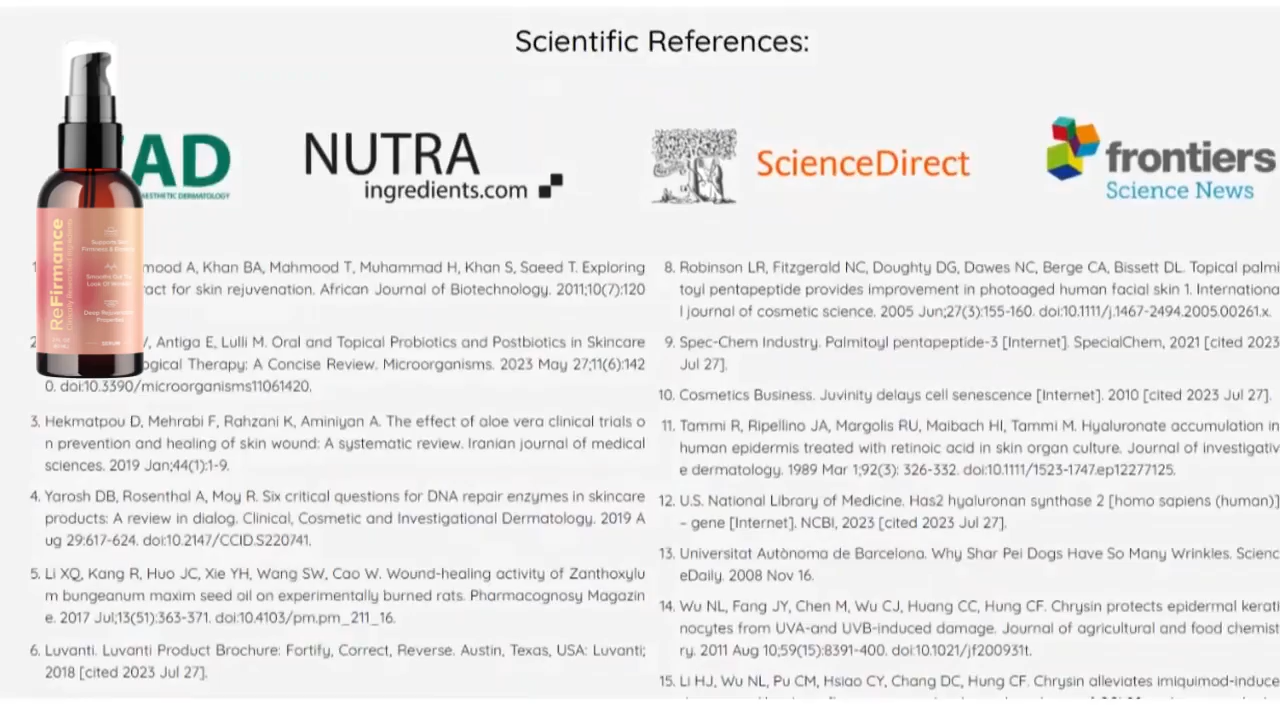 Scientific References:
AD
AESTHETIC DERMATOLOGY
NUTRA
ingredients.com
ScienceDirect
frontiers
Science News
ReFirmance
SERUM
mood A, Khan BA, Mahmood T, Muhammad H, Khan S, Saeed T. Exploring
ract for skin rejuvenation. African Journal of Biotechnology. 2011;10(7):120
, Antiga E, Lulli M. Oral and Topical Probiotics and Postbiotics in Skincare
ogical Therapy: A Concise Review. Microorganisms. 2023 May 27;11(6):142
0. doi:10.3390/microorganisms11061420.
3. Hekmatpou D, Mehrabi F, Rahzani K, Aminiyan A. The effect of aloe vera clinical trials o
n prevention and healing of skin wound: A systematic review. Iranian journal of medical
sciences. 2019 Jan;44(1):1-9.
4. Yarosh DB, Rosenthal A, Moy R. Six critical questions for DNA repair enzymes in skincare
products: A review in dialog. Clinical, Cosmetic and Investigational Dermatology. 2019 A
ug 29:617-624. doi:10.2147/CCID.S220741.
5. Li XQ, Kang R, Huo JC, Xie YH, Wang SW, Cao W. Wound-healing activity of Zanthoxylu
m bungeanum maxim seed oil on experimentally burned rats. Pharmacognosy Magazin
e. 2017 Jul;13(51):363-371. doi:10.4103/pm.pm_211_16.
6. Luvanti. Luvanti Product Brochure: Fortify, Correct, Reverse. Austin, Texas, USA: Luvanti;
2018 [cited 2023 Jul 27].
8. Robinson LR, Fitzgerald NC, Doughty DG, Dawes NC, Berge CA, Bissett DL. Topical palmi
toyl pentapeptide provides improvement in photoaged human facial skin 1. Internationa
l journal of cosmetic science. 2005 Jun;27(3):155-160. doi:10.1111/j.1467-2494.2005.00261.x.
9. Spec-Chem Industry. Palmitoyl pentapeptide-3 [Internet]. SpecialChem, 2021 [cited 2023
Jul 27].
10. Cosmetics Business. Juvinity delays cell senescence [Internet]. 2010 [cited 2023 Jul 27].
11. Tammi R, Ripellino JA, Margolis RU, Maibach HI, Tammi M. Hyaluronate accumulation in
human epidermis treated with retinoic acid in skin organ culture. Journal of investigativ
e dermatology. 1989 Mar 1;92(3): 326-332. doi:10.1111/1523-1747.ep12277125.
12. U.S. National Library of Medicine. Has2 hyaluronan synthase 2 [homo sapiens (human)]
– gene [Internet]. NCBI, 2023 [cited 2023 Jul 27].
13. Universitat Autònoma de Barcelona. Why Shar Pei Dogs Have So Many Wrinkles. Scienc
eDaily. 2008 Nov 16.
14. Wu NL, Fang JY, Chen M, Wu CJ, Huang CC, Hung CF. Chrysin protects epidermal kerati
nocytes from UVA-and UVB-induced damage. Journal of agricultural and food chemist
ry. 2011 Aug 10;59(15):8391-400. doi:10.1021/jf200931t.
15. Li HJ, Wu NL, Pu CM, Hsiao CY, Chang DC, Hung CF. Chrysin alleviates imiquimod-induce